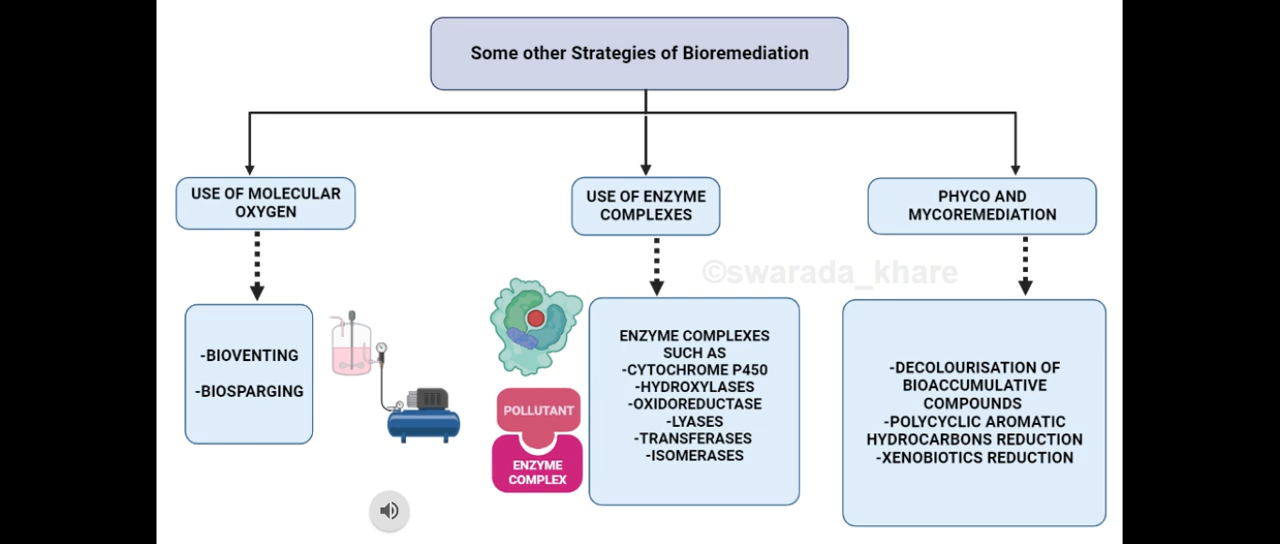 Some other Strategies of Bioremediation
USE OF MOLECULAR
OXYGEN
USE OF ENZYME
COMPLEXES
PHYCO AND
MYCOREMEDIATION
©swarada_khare
-BIOVENTING
-BIOSPARGING
POLLUTANT
ENZYME
COMPLEX
ENZYME COMPLEXES
SUCH AS
-CYTOCHROME P450
-HYDROXYLASES
-OXIDOREDUCTASE
-LYASES
-TRANSFERASES
-ISOMERASES
-DECOLOURISATION OF
BIOACCUMULATIVE
COMPOUNDS
-POLYCYCLIC AROMATIC
HYDROCARBONS REDUCTION
-XENOBIOTICS REDUCTION